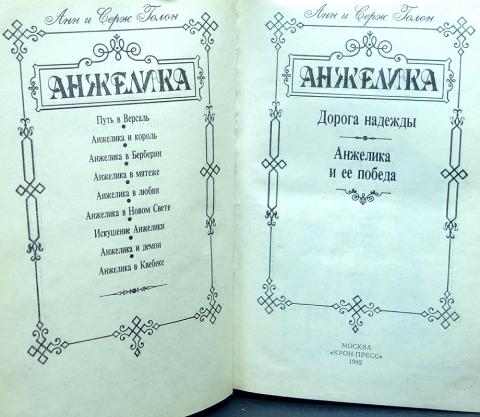 Анн и Серж Голон
АНЖЕЛИКА
Путь в Версаль
Анжелика и король
Анжелика в Берберии
Анжелика в мятеже
Анжелика в любви
Анжелика в Новом Свете
Искушение Анжелики
Анжелика и демон
Анжелика в Квебеке
Анн и Серж Голон
АНЖЕЛИКА
Дорога надежды
Анжелика
и ее победа
МОСКВА
«КРОН-ПРЕСС»
1992